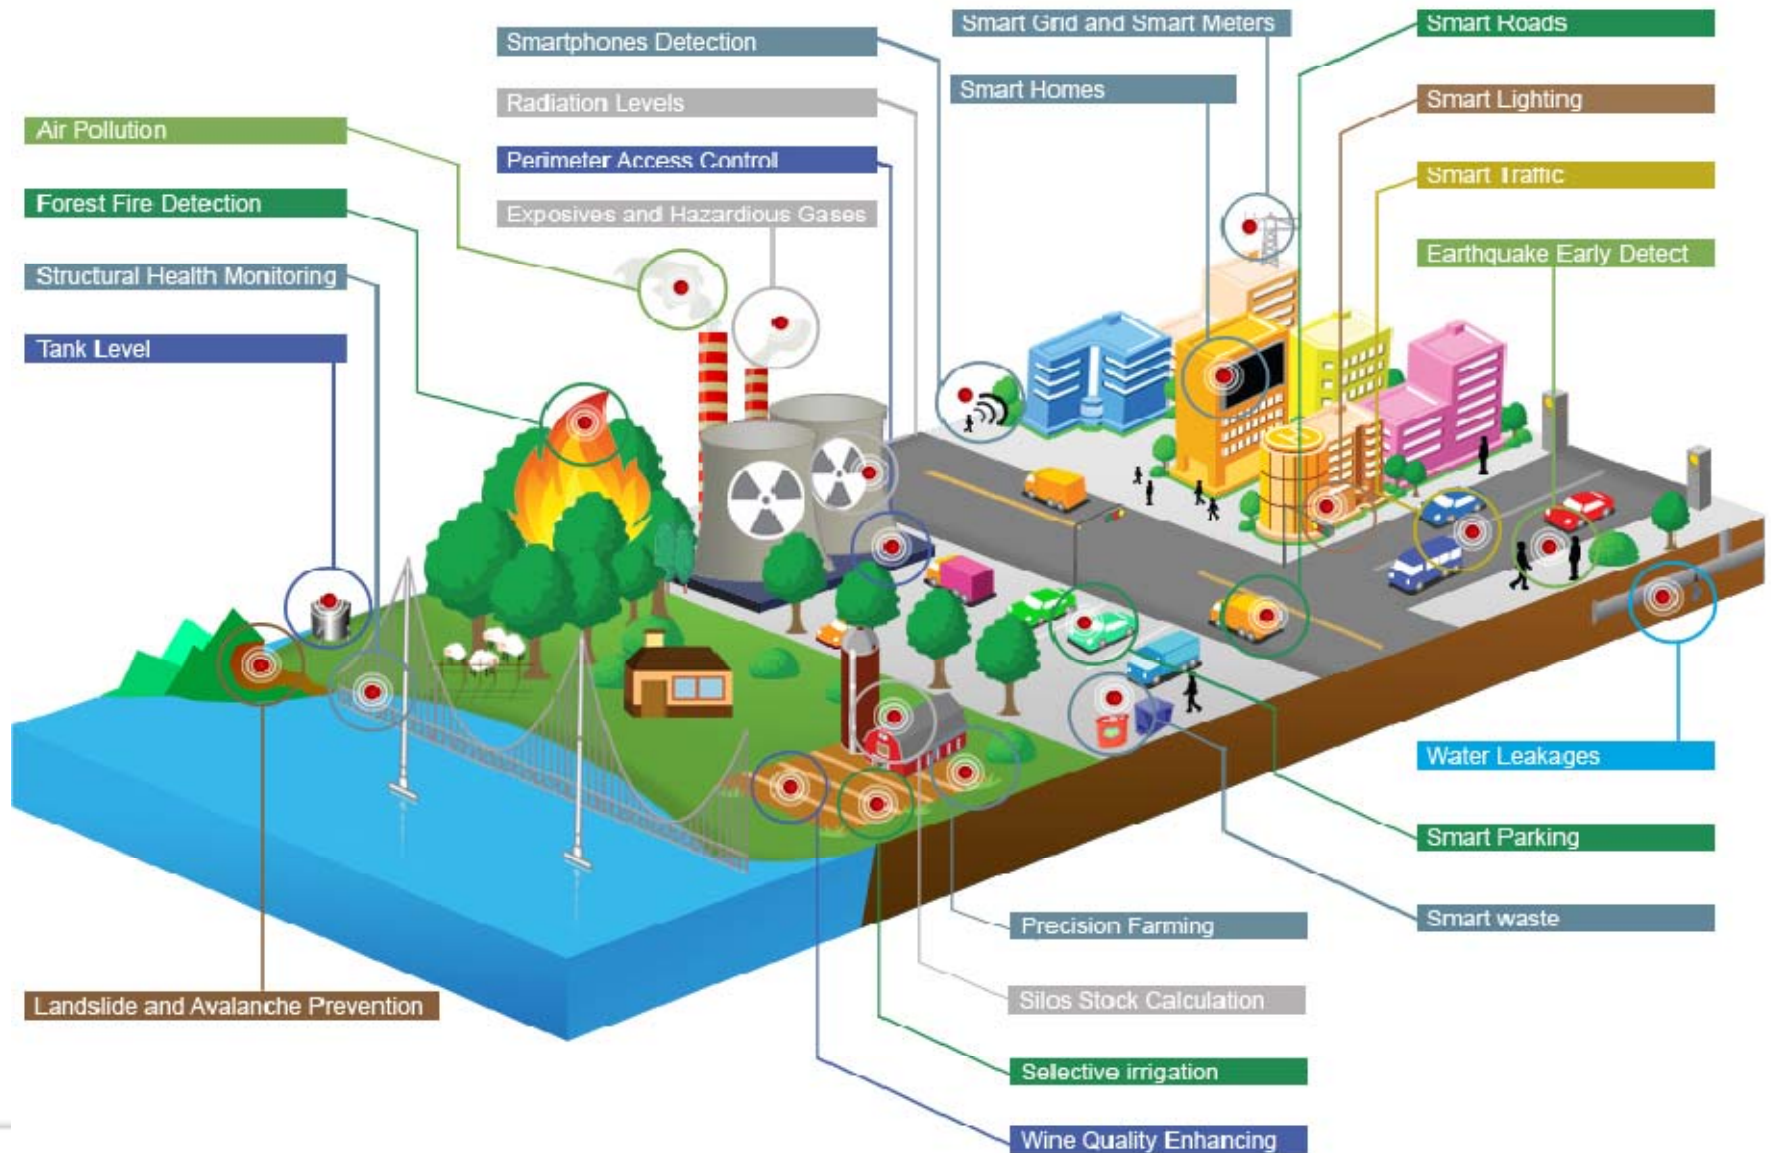 Smartphones Detection
Radiation Levels
Perimeter Access Control
Exposives and Hazardious Gases
Smart Grid and Smart Meters
Smart Homes
Smart Roads
Smart Lighting
Smart Traffic
Earthquake Early Detect
Air Pollution
Forest Fire Detection
Structural Health Monitoring
Tank Level
Water Leakages
Smart Parking
Smart waste
Precision Farming
Silos Stock Calculation
Selective irrigation
Wine Quality Enhancing
Landslide and Avalanche Prevention